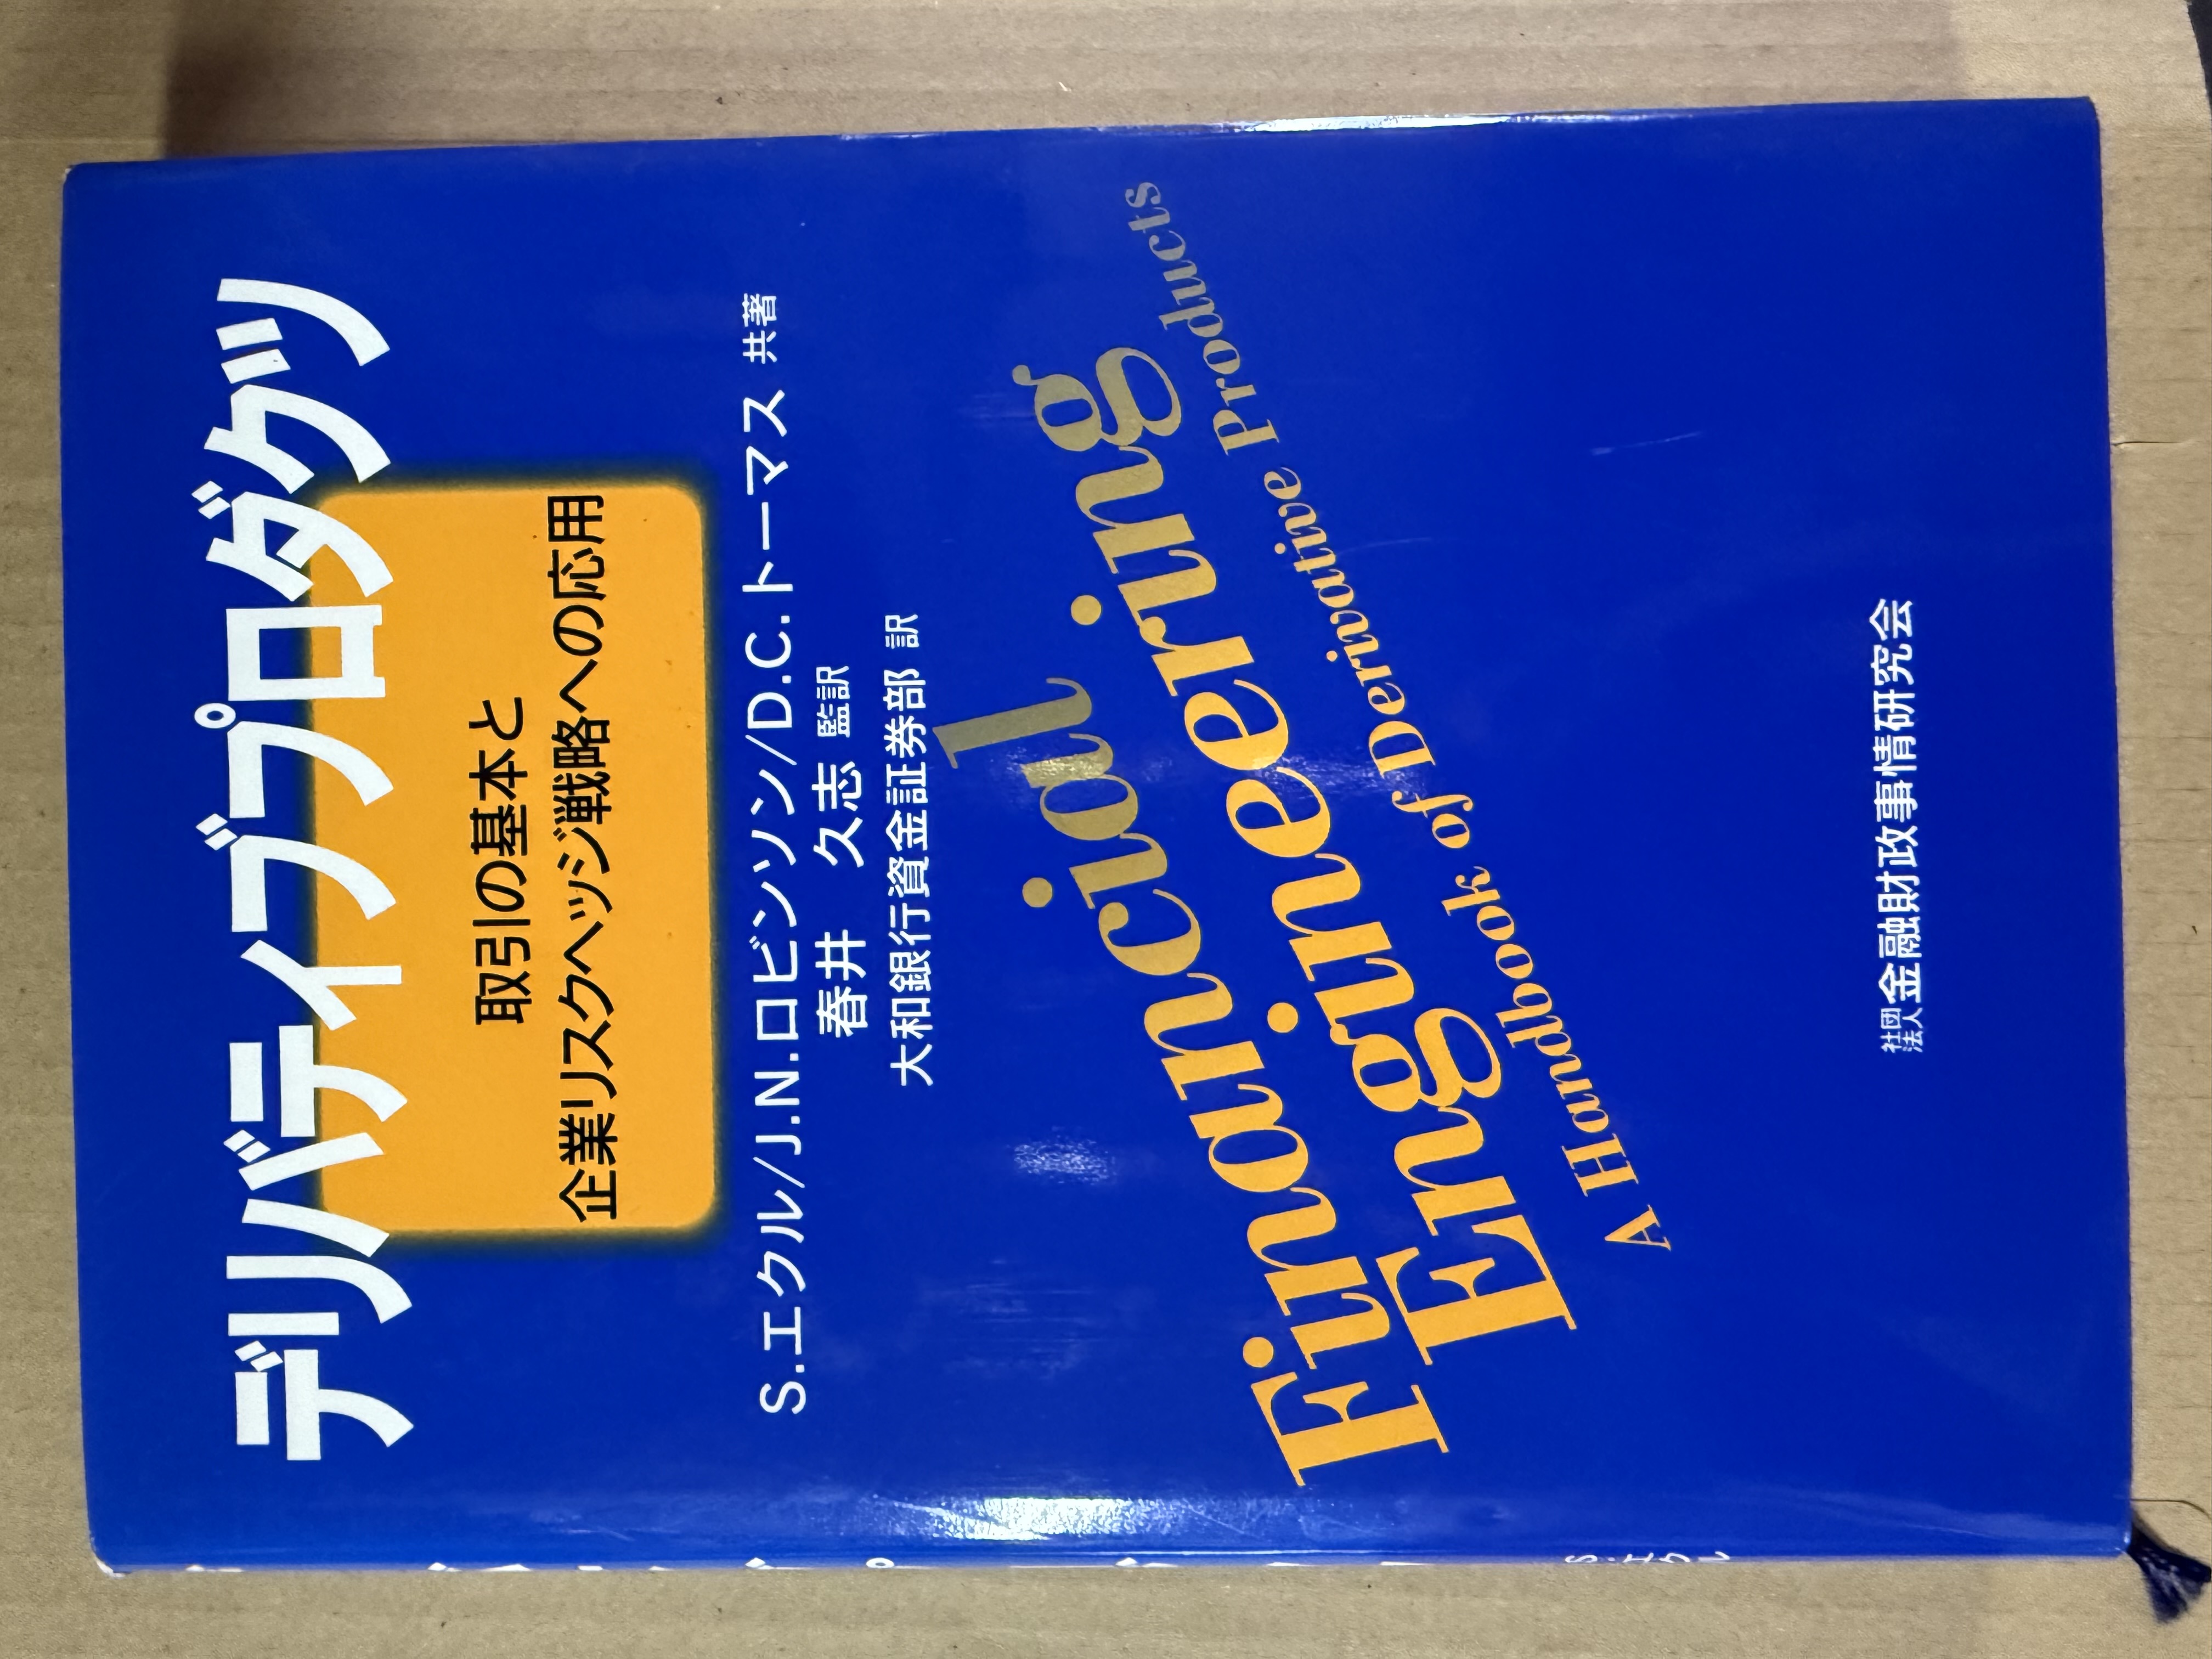 デリバティブプロダクツ
取引の基本と
企業リスクヘッジ戦略への応用
S.エクル/J.N.ロビンソン/D.C.トーマス 共著
春井 久志 監訳
大和銀行資金証券部 訳
Financial
Engineering
A Handbook of Derivative Products
社団法人 金融財政事情研究会
S.エクル